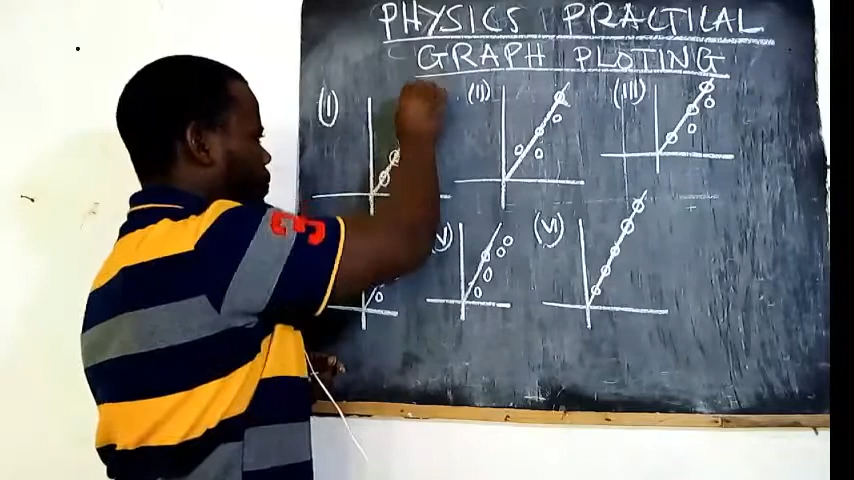 PHYSICS PRACTICAL
GRAPH PLOTING
(I) (II) (III)
(V) (VI)
3